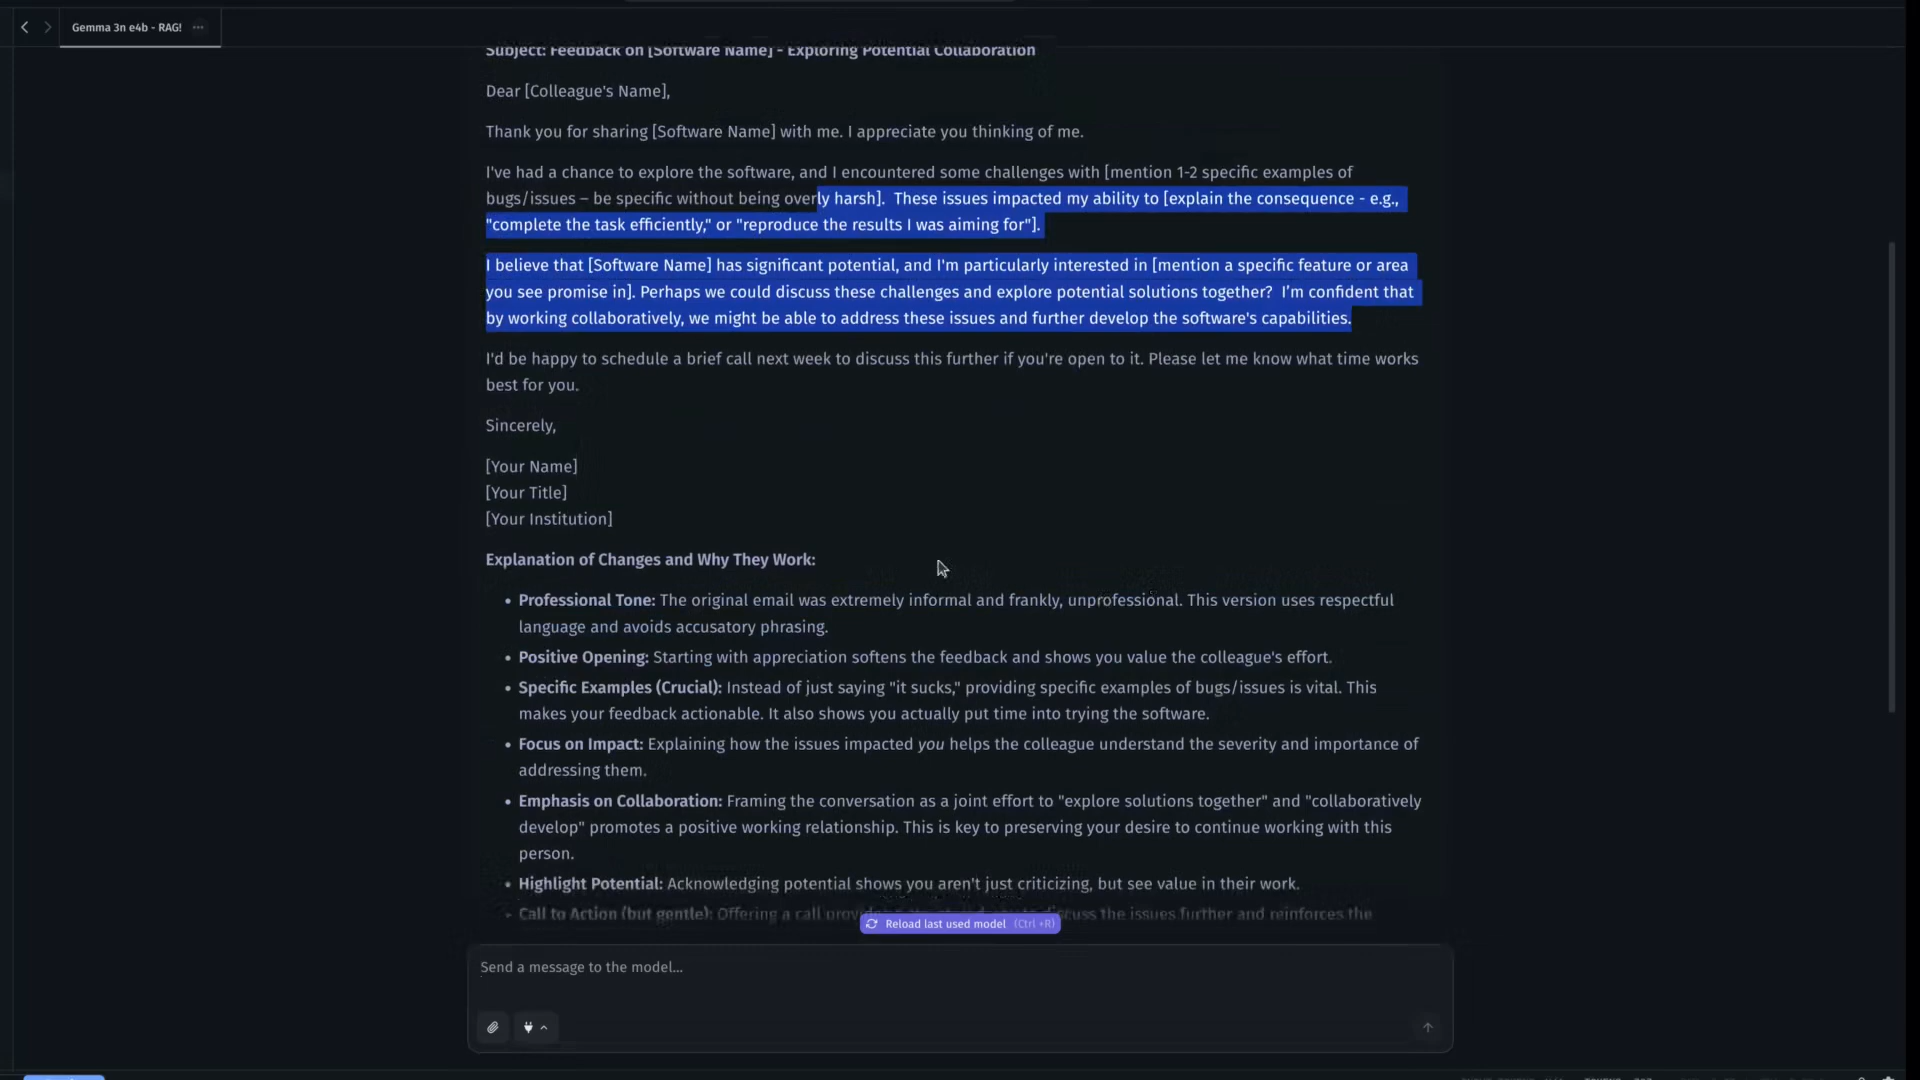 Gemma 3n e4b - RAG!
Subject: Feedback on [Software Name] - Exploring Potential Collaboration
Dear [Colleague's Name],
Thank you for sharing [Software Name] with me. I appreciate you thinking of me.
I've had a chance to explore the software, and I encountered some challenges with [mention 1-2 specific examples of
bugs/issues – be specific without being overly harsh].  These issues impacted my ability to [explain the consequence - e.g.,
"complete the task efficiently," or "reproduce the results I was aiming for"].
I believe that [Software Name] has significant potential, and I'm particularly interested in [mention a specific feature or area
you see promise in]. Perhaps we could discuss these challenges and explore potential solutions together?  I'm confident that
by working collaboratively, we might be able to address these issues and further develop the software's capabilities.
I'd be happy to schedule a brief call next week to discuss this further if you're open to it. Please let me know what time works
best for you.
Sincerely,
[Your Name]
[Your Title]
[Your Institution]
Explanation of Changes and Why They Work:
• Professional Tone: The original email was extremely informal and frankly, unprofessional. This version uses respectful
language and avoids accusatory phrasing.
• Positive Opening: Starting with appreciation softens the feedback and shows you value the colleague's effort.
• Specific Examples (Crucial): Instead of just saying "it sucks," providing specific examples of bugs/issues is vital. This
makes your feedback actionable. It also shows you actually put time into trying the software.
• Focus on Impact: Explaining how the issues impacted you helps the colleague understand the severity and importance of
addressing them.
• Emphasis on Collaboration: Framing the conversation as a joint effort to "explore solutions together" and "collaboratively
develop" promotes a positive working relationship. This is key to preserving your desire to continue working with this
person.
• Highlight Potential: Acknowledging potential shows you aren't just criticizing, but see value in their work.
• Call to Action (but gentle): Offering a call the issues further and reinforces the
Reload last used model (Ctrl +R)
Send a message to the model...